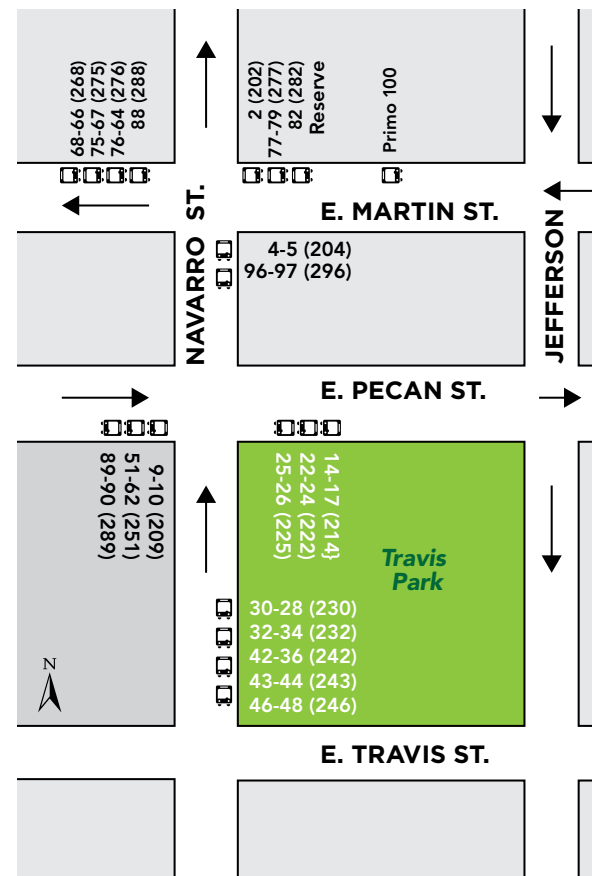 68-66 (268)
75-67 (275)
76-64 (276)
88 (288)
2 (202)
77-79 (277)
82 (282)
Reserve
Primo 100
NAVARRO ST.
E. MARTIN ST.
JEFFERSON
4-5 (204)
96-97 (296)
E. PECAN ST.
89-90 (289)
51-62 (251)
9-10 (209)
25-26 (225)
22-24 (222)
14-17 (214}
Travis
Park
30-28 (230)
32-34 (232)
42-36 (242)
43-44 (243)
46-48 (246)
N
E. TRAVIS ST.